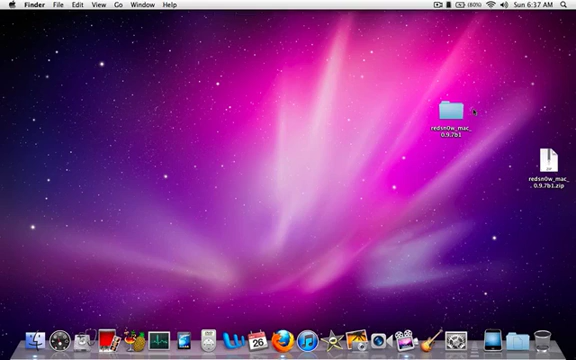 Finder File Edit View Go Window Help (80%) Sun 6:37 AM
redsn0w_mac_
0.9.7b1
redsn0w_mac_
0.9.7b1.zip
26